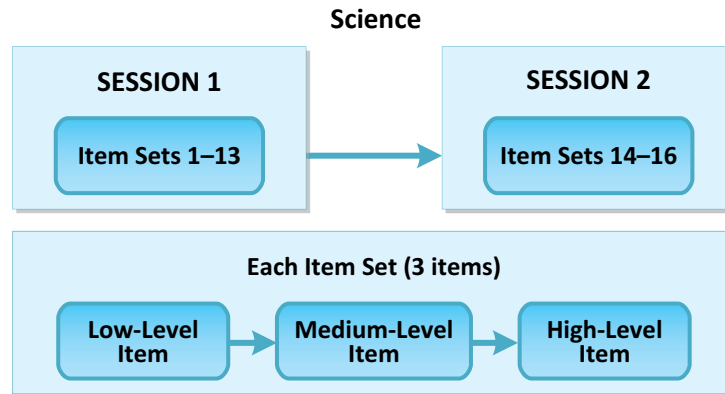 Science
SESSION 1
Item Sets 1–13
SESSION 2
Item Sets 14–16
Each Item Set (3 items)
Low-Level
Item
Medium-Level
Item
High-Level
Item